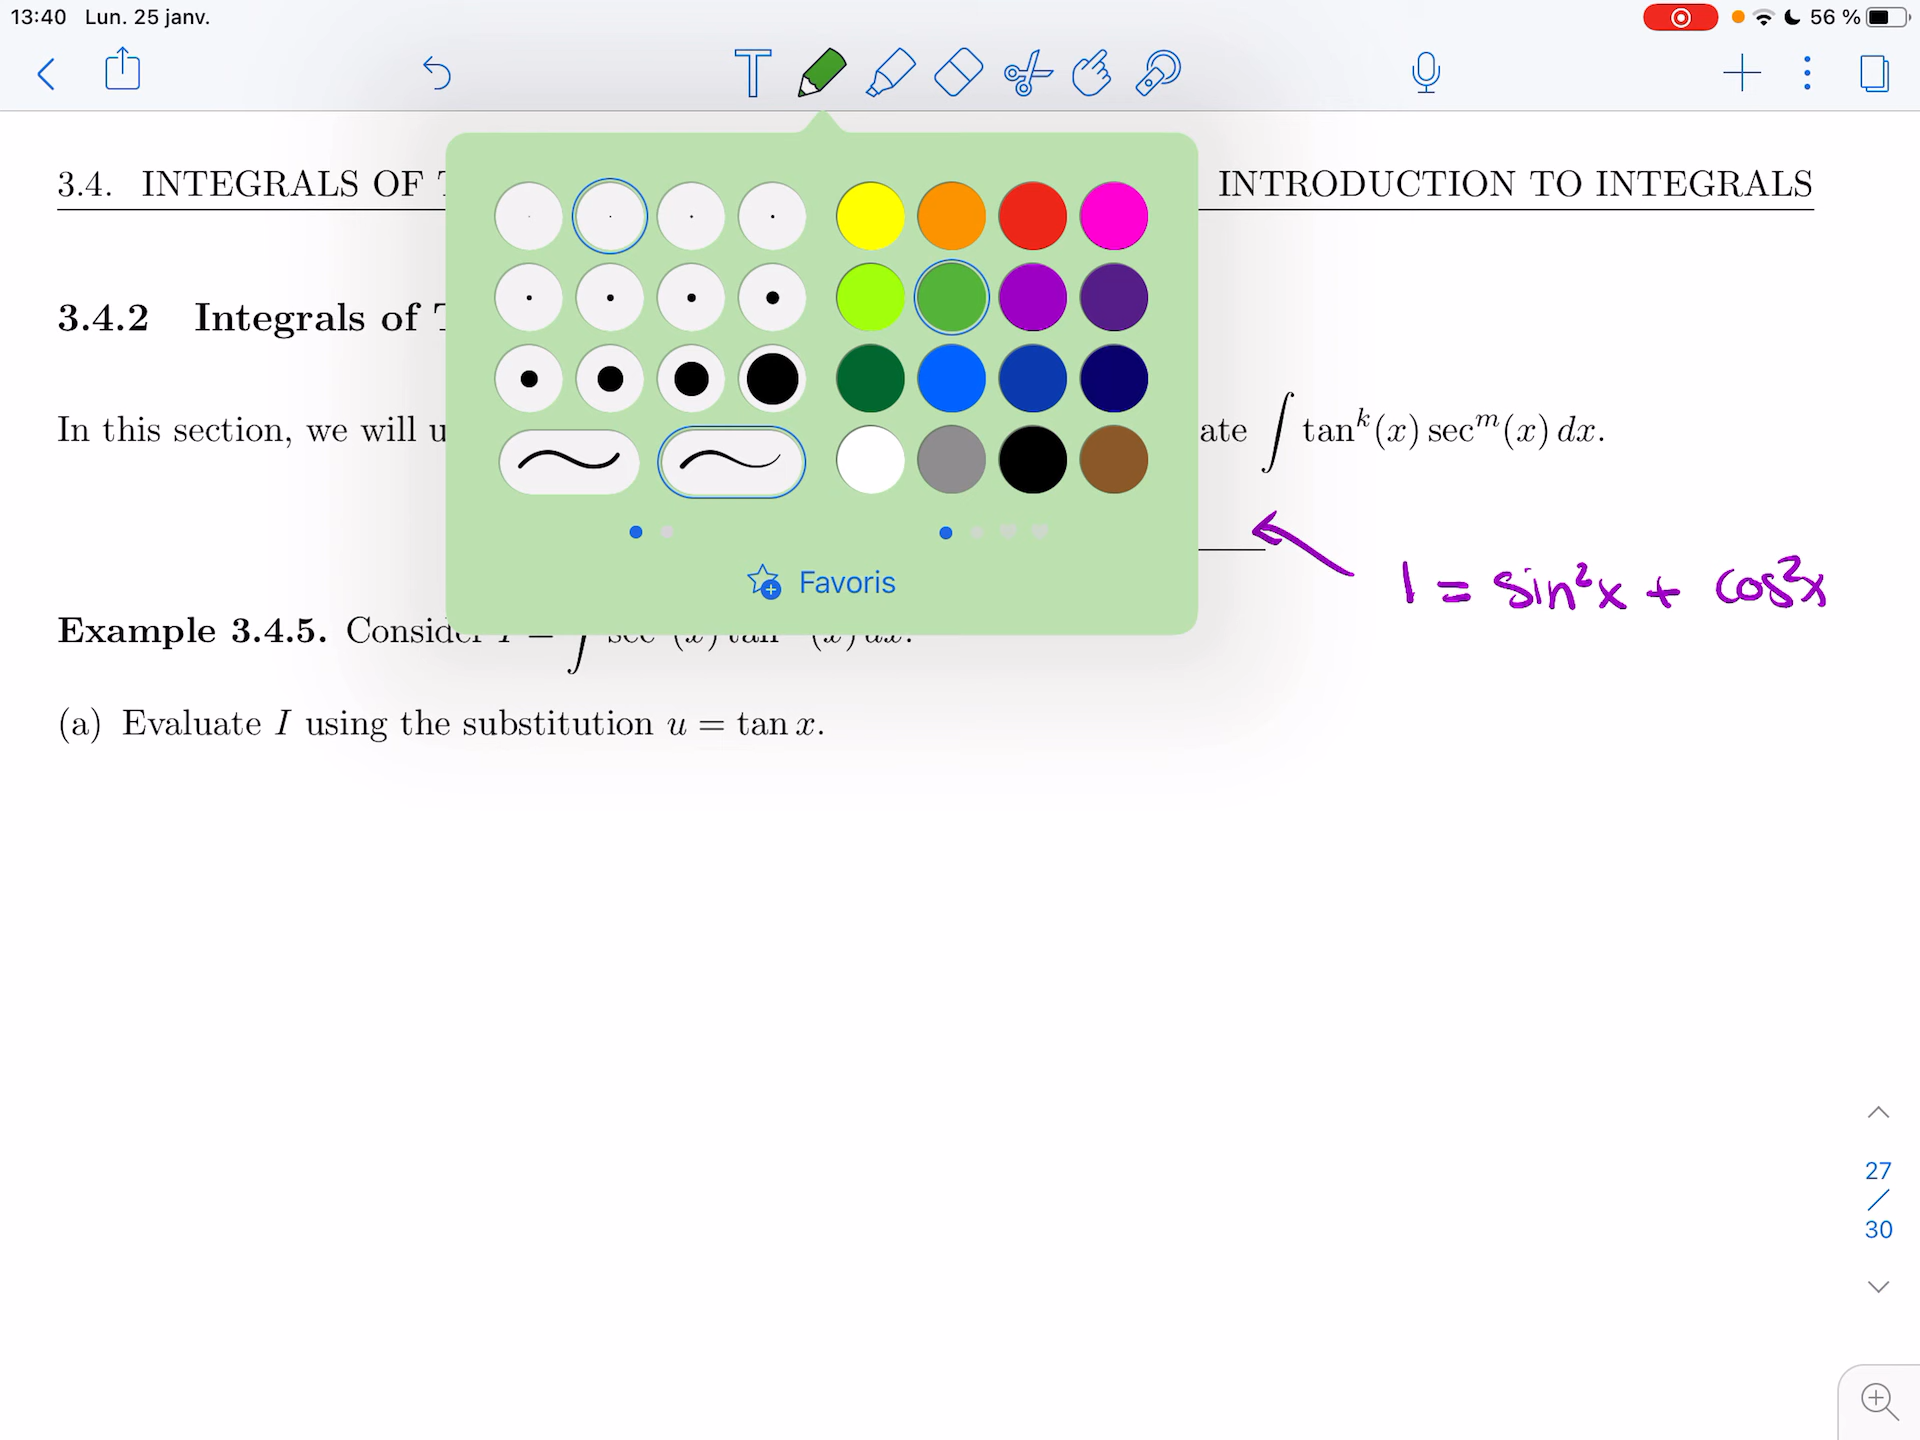 13:40 Lun. 25 janv. 56 %
3.4. INTEGRALS OF INTRODUCTION TO INTEGRALS
3.4.2 Integrals of
In this section, we will ∫ tan^k(x) sec^m(x) dx.
Favoris
1 = sin²x + cos²x
Example 3.4.5.
(a) Evaluate I using the substitution u = tan x.
27
/
30